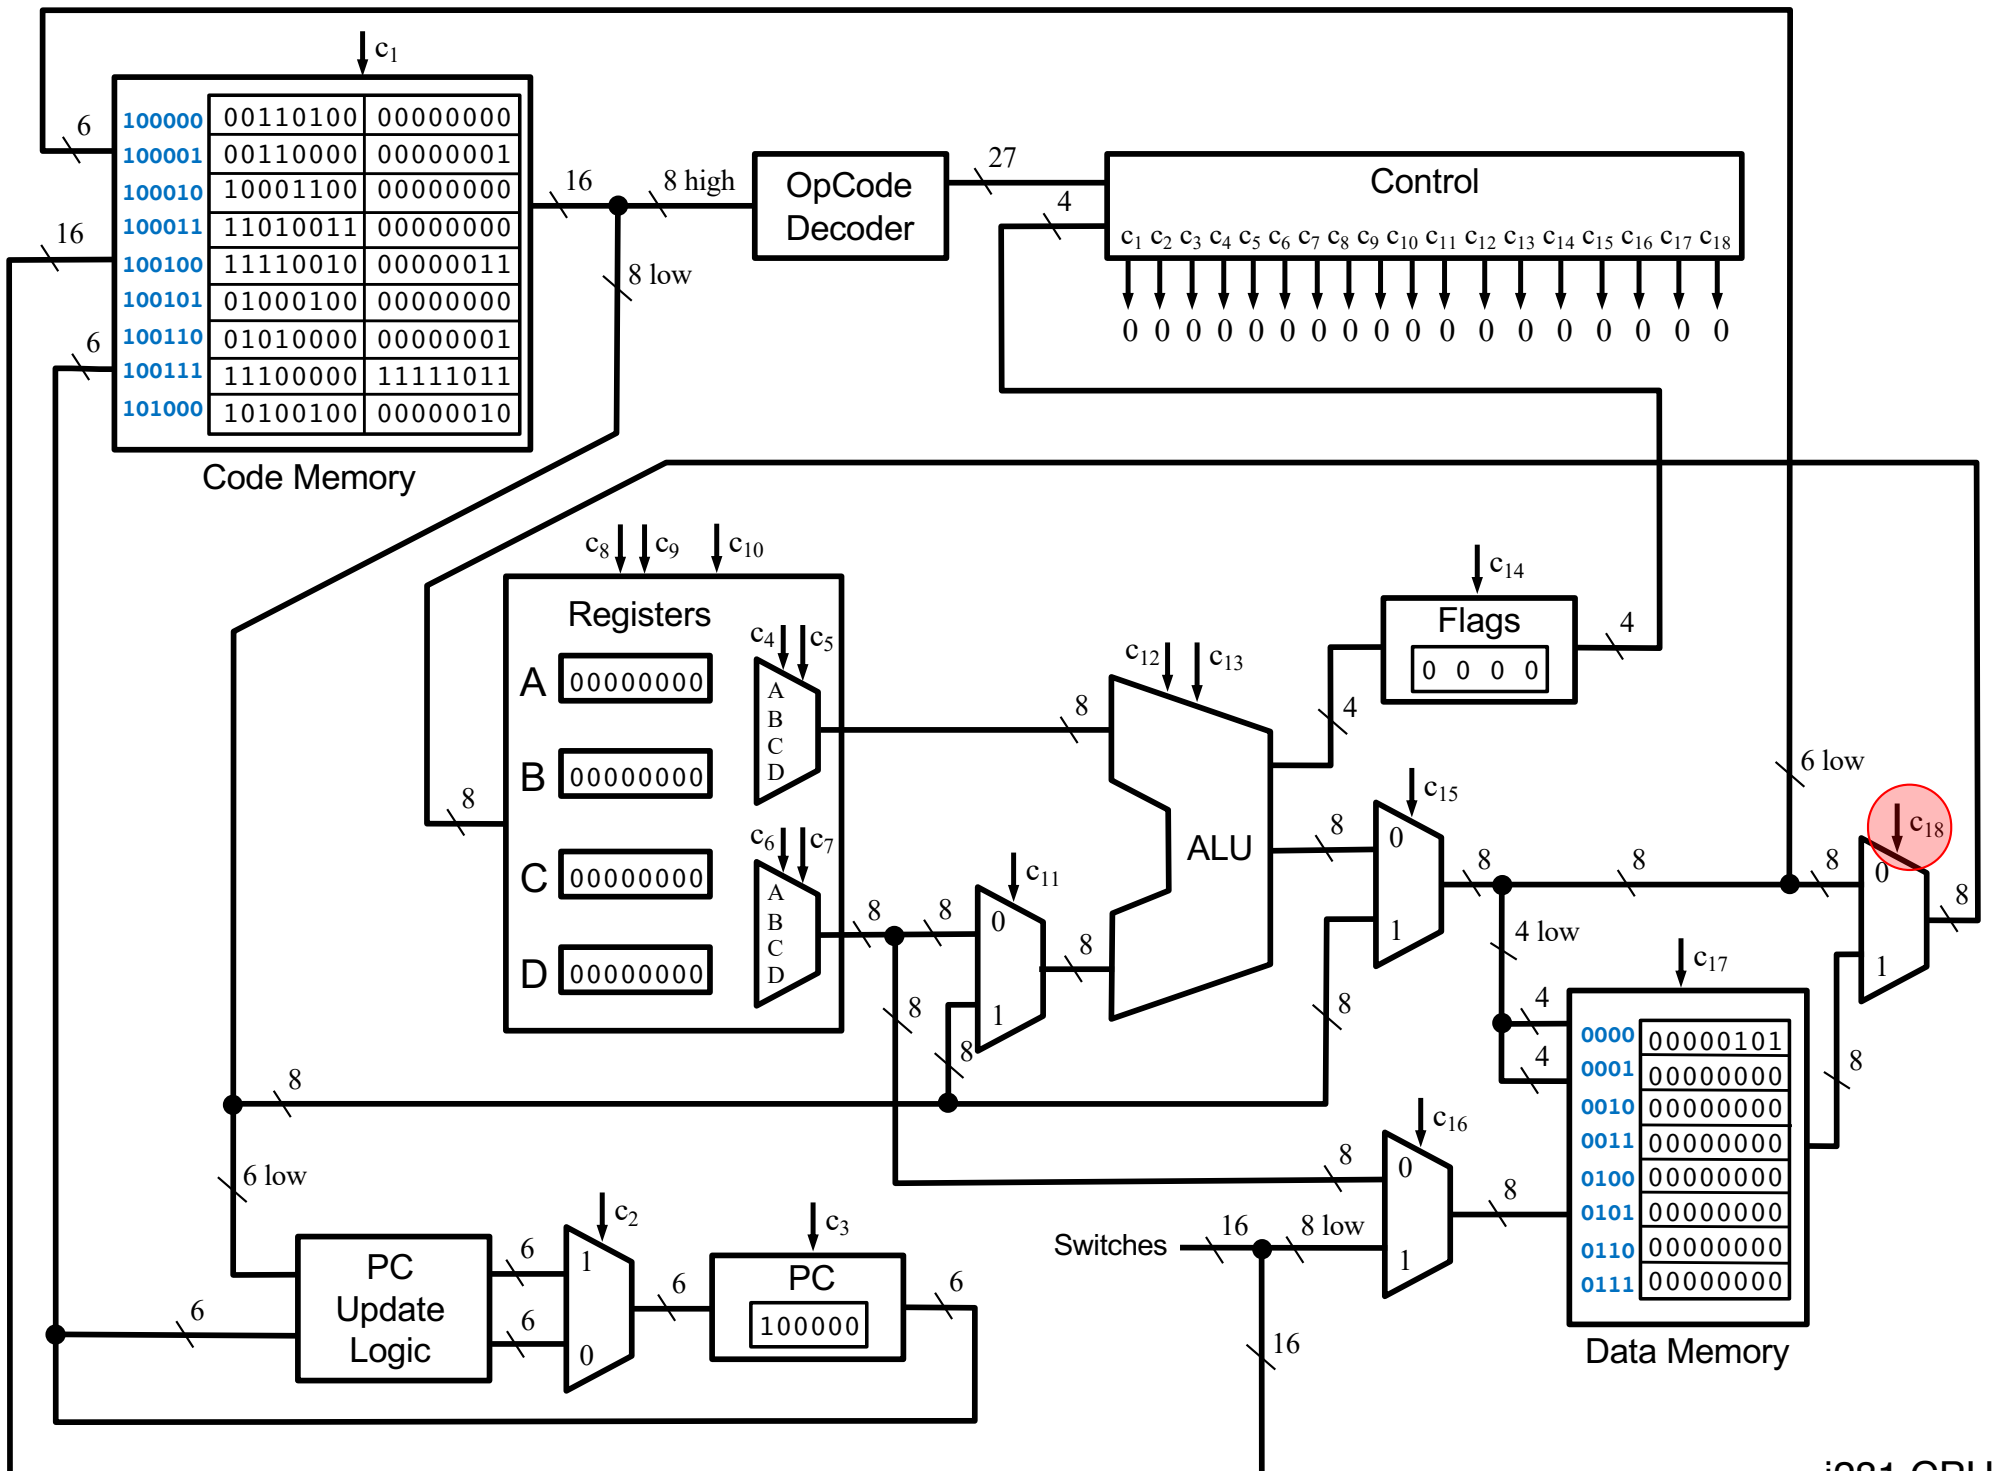 c1
100000 00110100 00000000
100001 00110000 00000001
100010 10001100 00000000
100011 11010011 00000000
100100 11110010 00000011
100101 01000100 00000000
100110 01010000 00000001
100111 11100000 11111011
101000 10100100 00000010
Code Memory
6
16
6
16
8 high
8 low
OpCode
Decoder
27
4
Control
c1 c2 c3 c4 c5 c6 c7 c8 c9 c10 c11 c12 c13 c14 c15 c16 c17 c18
0 0 0 0 0 0 0 0 0 0 0 0 0 0 0 0 0 0
c8 c9 c10
Registers
A 00000000
B 00000000
C 00000000
D 00000000
8
c4 c5
A
B
C
D
c6 c7
A
B
C
D
8
8
8
8
c11
0
1
8
8
c12 c13
ALU
c14
Flags
0 0 0 0
4
4
8
c15
0
1
8
8
8
6 low
8
c18
0
1
8
4 low
4
4
c17
0000 00000101
0001 00000000
0010 00000000
0011 00000000
0100 00000000
0101 00000000
0110 00000000
0111 00000000
Data Memory
8
8
6 low
PC
Update
Logic
6
6
6
c2
1
0
6
c3
PC
100000
6
Switches
16
8 low
16
8
c16
0
1
8